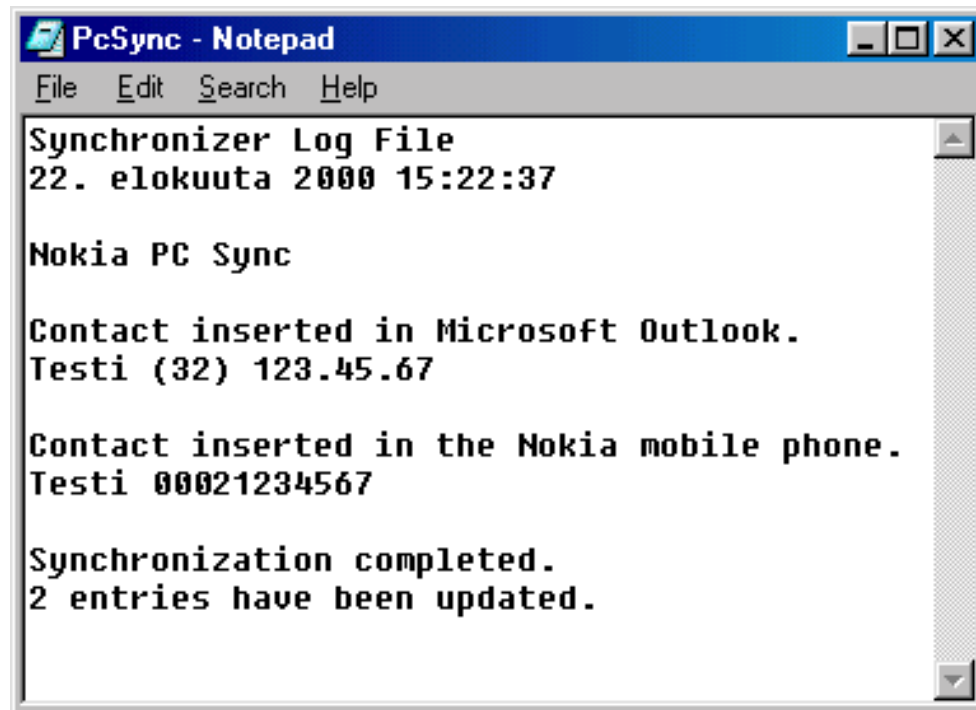 PcSync - Notepad
File Edit Search Help
Synchronizer Log File
22. elokuuta 2000 15:22:37
Nokia PC Sync
Contact inserted in Microsoft Outlook.
Testi (32) 123.45.67
Contact inserted in the Nokia mobile phone.
Testi 00021234567
Synchronization completed.
2 entries have been updated.